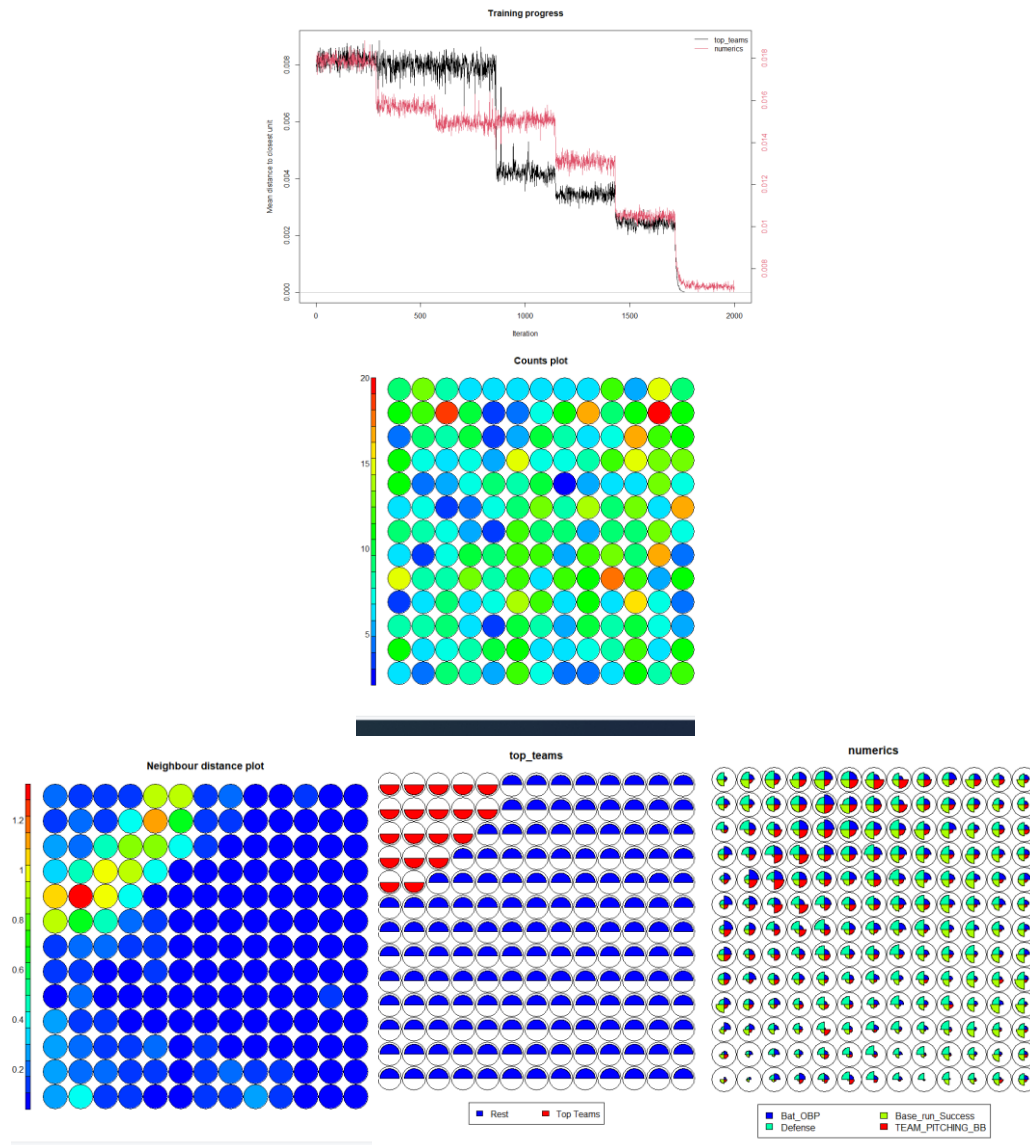 Training progress
top_teams
numerics
Mean distance to closest unit
0.000
0.002
0.004
0.006
0.008
0.008
0.01
0.012
0.014
0.016
0.018
0
500
1000
1500
2000
Iteration
Counts plot
20
15
10
5
Neighbour distance plot
1.2
1
0.8
0.6
0.4
0.2
top_teams
Rest
Top Teams
numerics
Bat_OBP
Base_run_Success
Defense
TEAM_PITCHING_BB